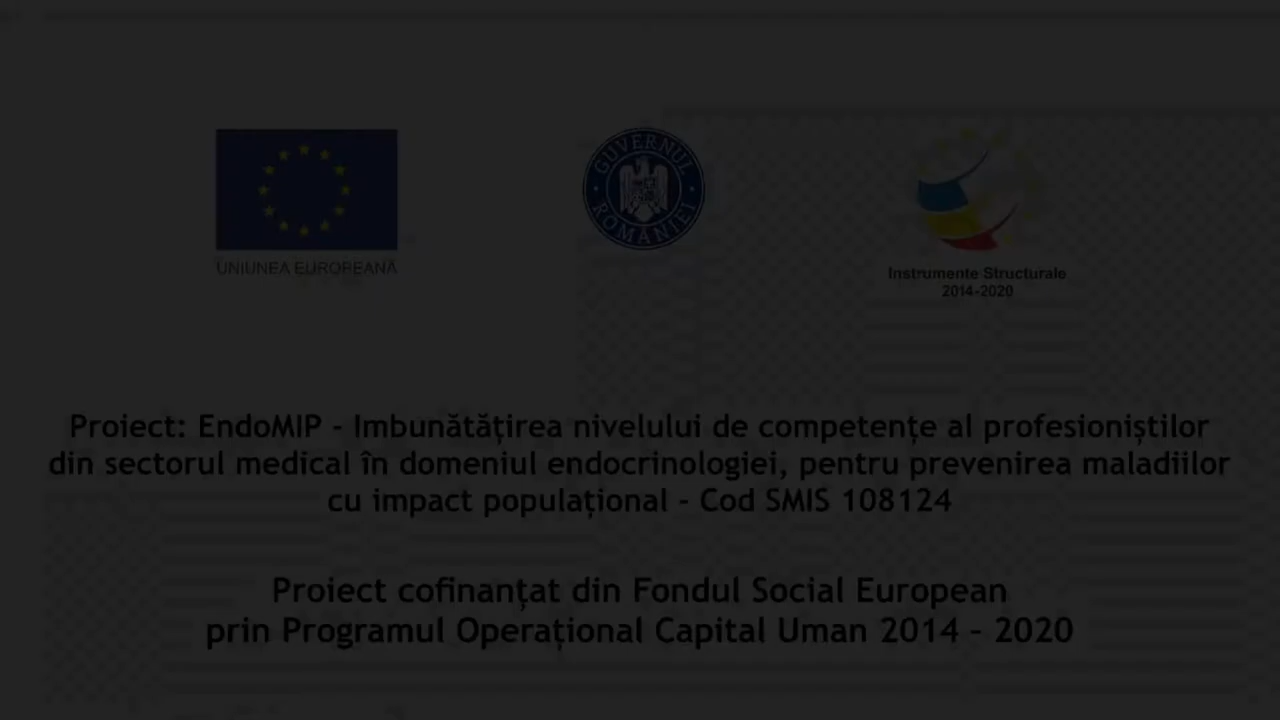 GUVERNUL
ROMÂNIEI
UNIUNEA EUROPEANĂ
Instrumente Structurale
2014-2020
Proiect: EndoMIP - Imbunătățirea nivelului de competențe al profesioniștilor
din sectorul medical în domeniul endocrinologiei, pentru prevenirea maladiilor
cu impact populațional - Cod SMIS 108124
Proiect cofinanțat din Fondul Social European
prin Programul Operațional Capital Uman 2014 – 2020